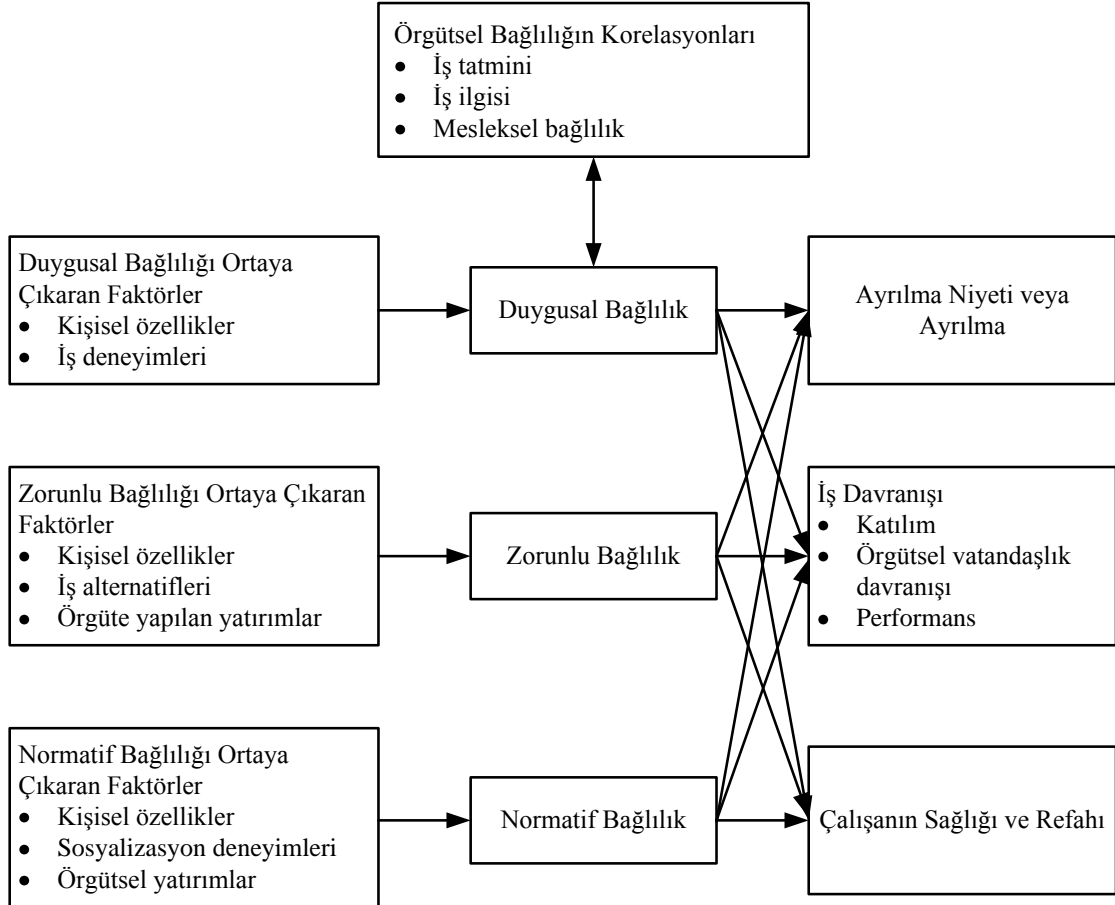 Örgütsel Bağlılığın Korelasyonları
• İş tatmini
• İş ilgisi
• Mesleksel bağlılık
Duygusal Bağlılığı Ortaya
Çıkaran Faktörler
• Kişisel özellikler
• İş deneyimleri
Duygusal Bağlılık
Ayrılma Niyeti veya
Ayrılma
Zorunlu Bağlılığı Ortaya Çıkaran
Faktörler
• Kişisel özellikler
• İş alternatifleri
• Örgüte yapılan yatırımlar
Zorunlu Bağlılık
İş Davranışı
• Katılım
• Örgütsel vatandaşlık
davranışı
• Performans
Normatif Bağlılığı Ortaya
Çıkaran Faktörler
• Kişisel özellikler
• Sosyalizasyon deneyimleri
• Örgütsel yatırımlar
Normatif Bağlılık
Çalışanın Sağlığı ve Refahı